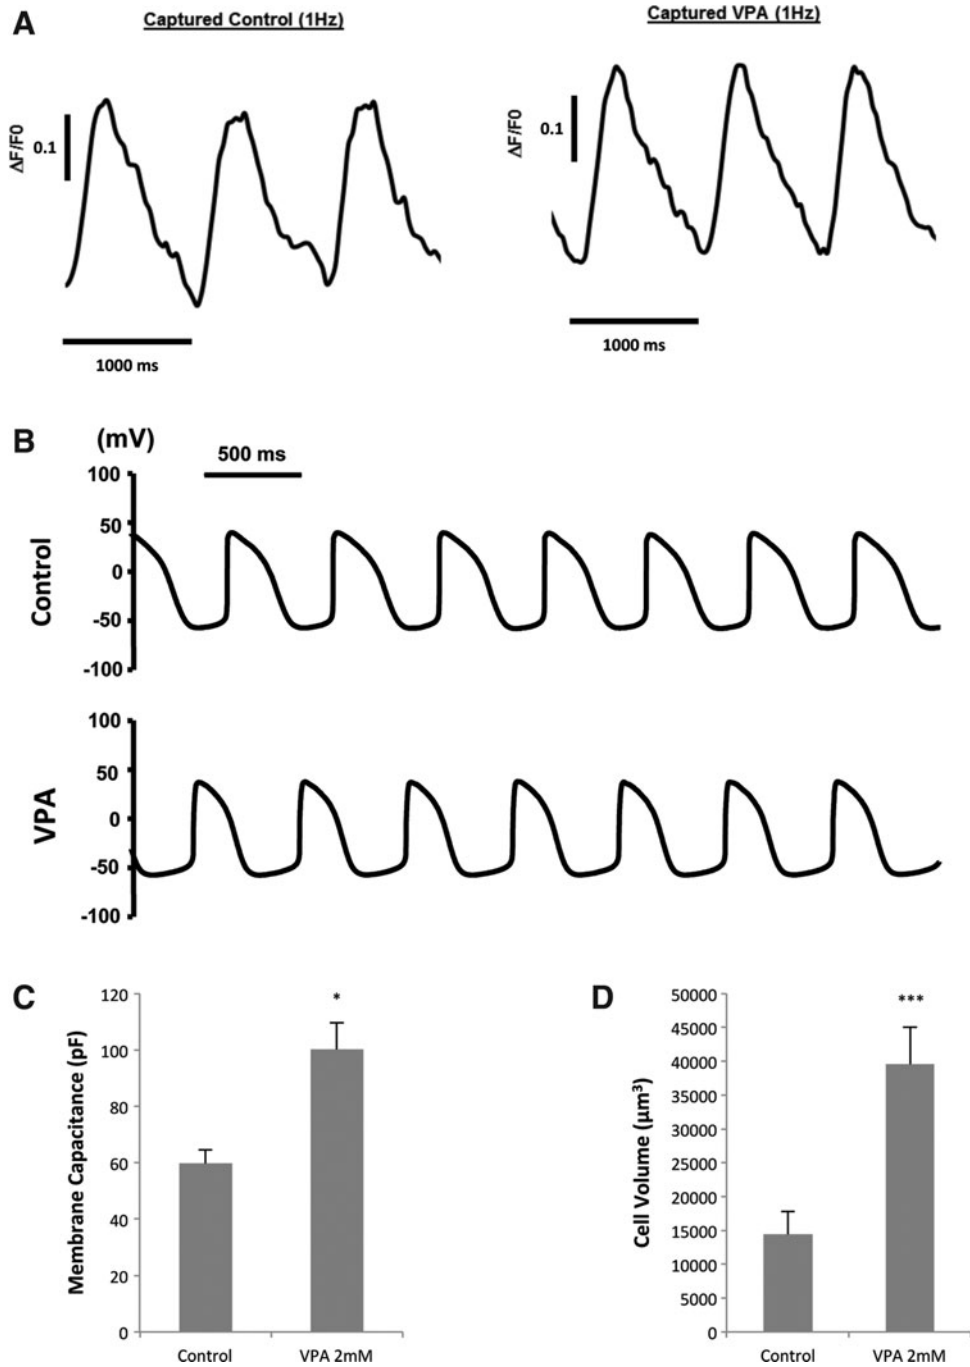 A
Captured Control (1Hz)
Captured VPA (1Hz)
ΔF/F0
0.1
ΔF/F0
0.1
1000 ms
1000 ms
B
(mV)
500 ms
Control
100
50
0
-50
-100
VPA
100
50
0
-50
-100
C
Membrane Capacitance (pF)
120
100
80
60
40
20
0
*
Control
VPA 2mM
D
Cell Volume (µm³)
50000
45000
40000
35000
30000
25000
20000
15000
10000
5000
0
***
Control
VPA 2mM